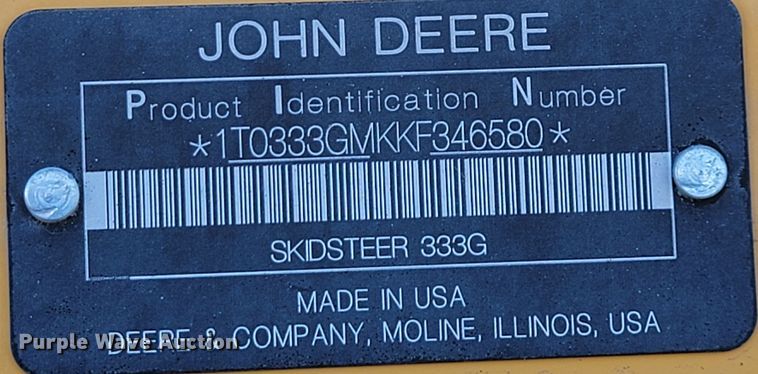 JOHN DEERE
Product Identification Number
*1T0333GMKKF346580*
SKIDSTEER 333G
MADE IN USA
DEERE & COMPANY, MOLINE, ILLINOIS, USA
Purple Wave Auction